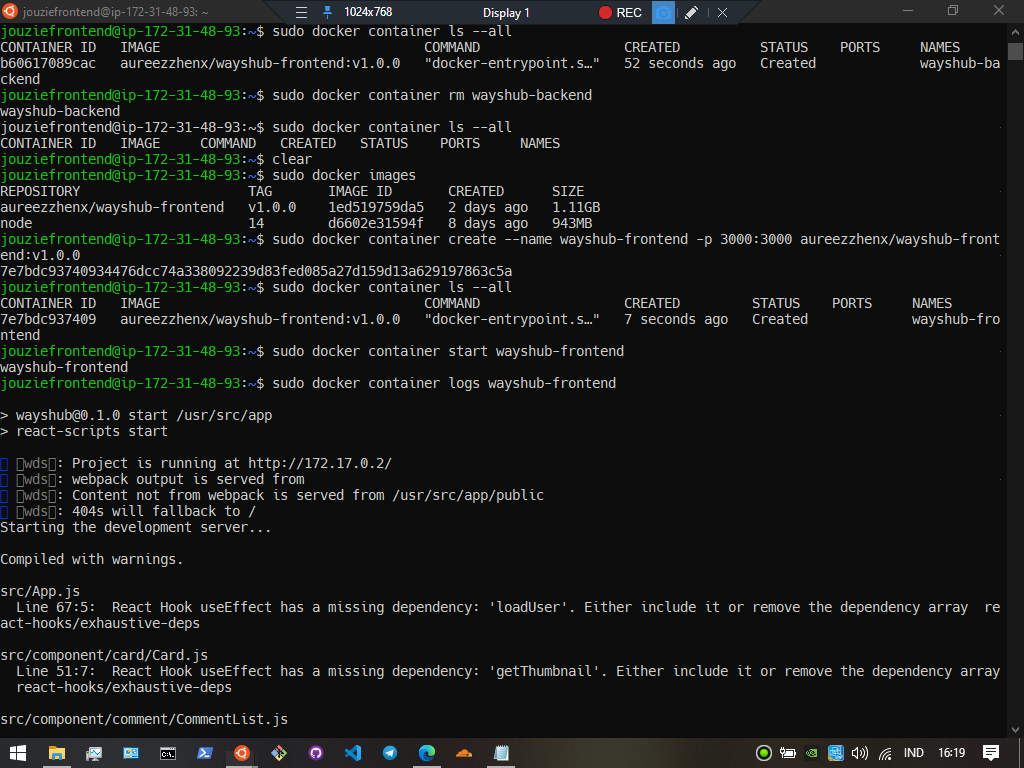 jouziefrontend@ip-172-31-48-93: ~
1024x768
Display 1
REC
jouziefrontend@ip-172-31-48-93:~$ sudo docker container ls --all
CONTAINER ID   IMAGE                                 COMMAND                  CREATED          STATUS    PORTS     NAMES
b60617089cac   aureezzhenx/wayshub-frontend:v1.0.0   "docker-entrypoint.s…"   52 seconds ago   Created             wayshub-ba
ckend
jouziefrontend@ip-172-31-48-93:~$ sudo docker container rm wayshub-backend
wayshub-backend
jouziefrontend@ip-172-31-48-93:~$ sudo docker container ls --all
CONTAINER ID   IMAGE     COMMAND   CREATED   STATUS    PORTS     NAMES
jouziefrontend@ip-172-31-48-93:~$ clear
jouziefrontend@ip-172-31-48-93:~$ sudo docker images
REPOSITORY                     TAG       IMAGE ID       CREATED      SIZE
aureezzhenx/wayshub-frontend   v1.0.0    1ed519759da5   2 days ago   1.11GB
node                           14        d6602e31594f   8 days ago   943MB
jouziefrontend@ip-172-31-48-93:~$ sudo docker container create --name wayshub-frontend -p 3000:3000 aureezzhenx/wayshub-front
end:v1.0.0
7e7bdc93740934476dcc74a338092239d83fed085a27d159d13a629197863c5a
jouziefrontend@ip-172-31-48-93:~$ sudo docker container ls --all
CONTAINER ID   IMAGE                                 COMMAND                  CREATED         STATUS    PORTS     NAMES
7e7bdc937409   aureezzhenx/wayshub-frontend:v1.0.0   "docker-entrypoint.s…"   7 seconds ago   Created             wayshub-fro
ntend
jouziefrontend@ip-172-31-48-93:~$ sudo docker container start wayshub-frontend
wayshub-frontend
jouziefrontend@ip-172-31-48-93:~$ sudo docker container logs wayshub-frontend
> wayshub@0.1.0 start /usr/src/app
> react-scripts start
wds: Project is running at http://172.17.0.2/
wds: webpack output is served from
wds: Content not from webpack is served from /usr/src/app/public
wds: 404s will fallback to /
Starting the development server...
Compiled with warnings.
src/App.js
  Line 67:5:  React Hook useEffect has a missing dependency: 'loadUser'. Either include it or remove the dependency array  re
act-hooks/exhaustive-deps
src/component/card/Card.js
  Line 51:7:  React Hook useEffect has a missing dependency: 'getThumbnail'. Either include it or remove the dependency array
  react-hooks/exhaustive-deps
src/component/comment/CommentList.js
IND
16:19